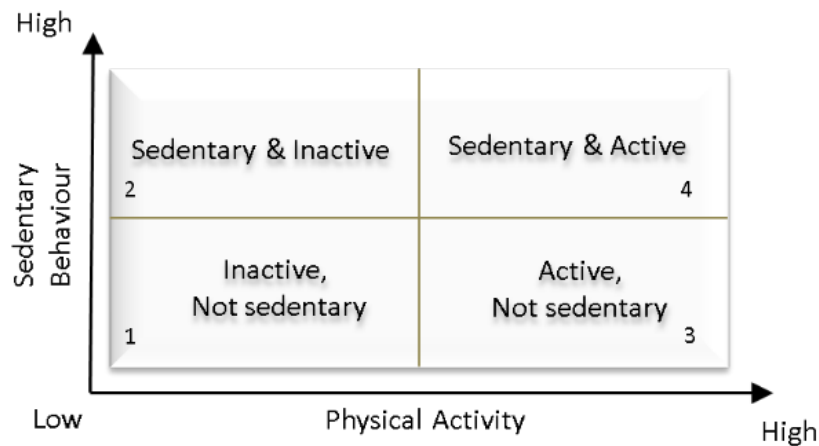 High
Sedentary & Inactive
Sedentary & Active
2
4
Sedentary
Behaviour
Inactive,
Not sedentary
Active,
Not sedentary
1
3
Low
Physical Activity
High